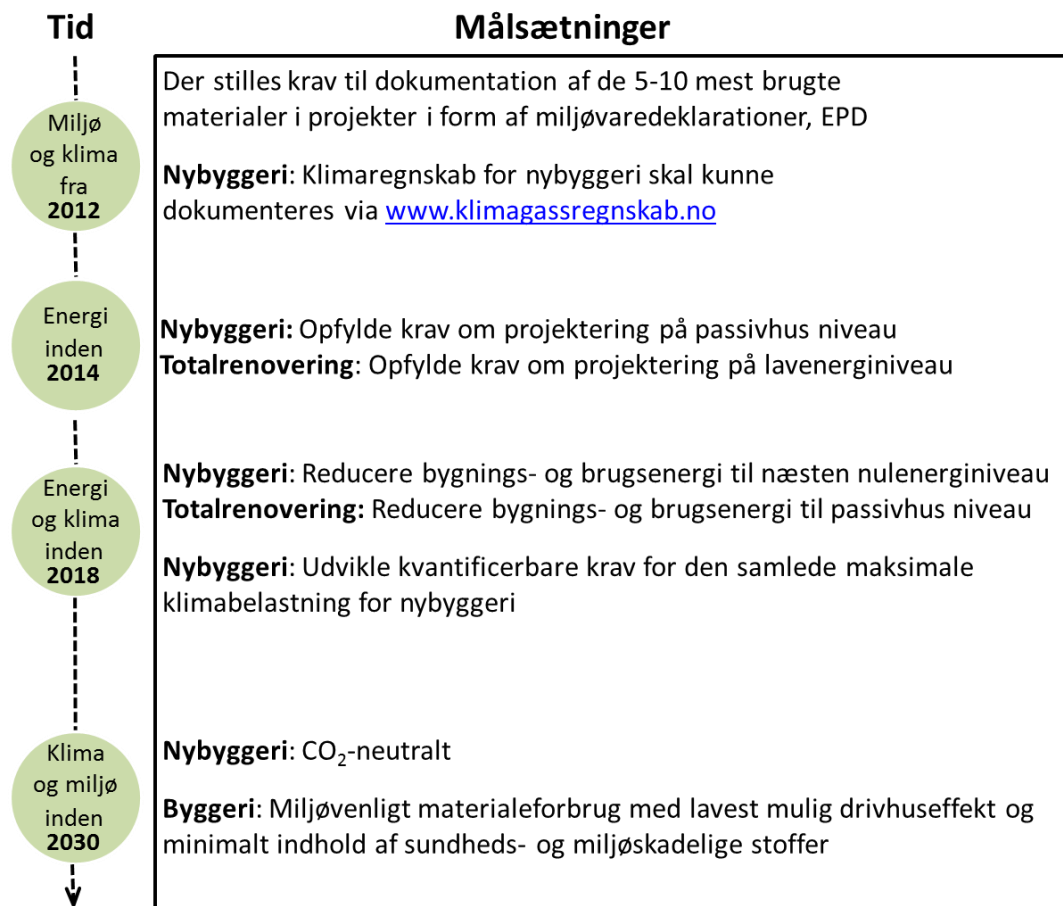 Tid
Målsætninger
Miljø
og klima
fra
2012
Der stilles krav til dokumentation af de 5-10 mest brugte
materialer i projekter i form af miljøvaredeklarationer, EPD
Nybyggeri: Klimaregnskab for nybyggeri skal kunne
dokumenteres via www.klimagassregnskab.no
Energi
inden
2014
Nybyggeri: Opfylde krav om projektering på passivhus niveau
Totalrenovering: Opfylde krav om projektering på lavenerginiveau
Energi
og klima
inden
2018
Nybyggeri: Reducere bygnings- og brugsenergi til næsten nulenerginiveau
Totalrenovering: Reducere bygnings- og brugsenergi til passivhus niveau
Nybyggeri: Udvikle kvantificerbare krav for den samlede maksimale
klimabelastning for nybyggeri
Klima
og miljø
inden
2030
Nybyggeri: CO₂-neutralt
Byggeri: Miljøvenligt materialeforbrug med lavest mulig drivhuseffekt og
minimalt indhold af sundheds- og miljøskadelige stoffer